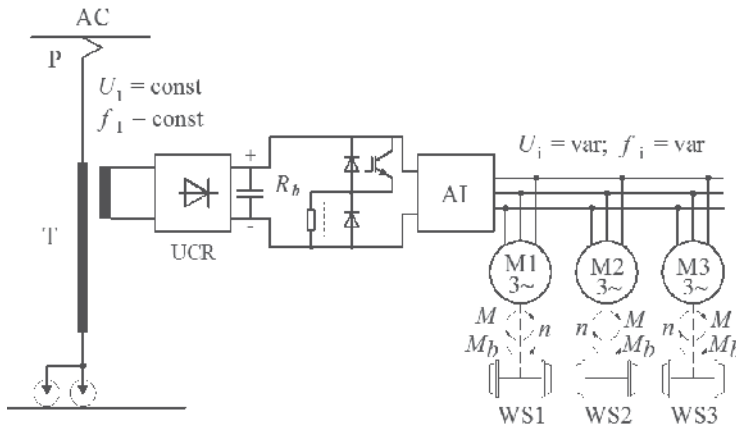 AC
P
U1 = const
f1 – const
T
+
-
UCR
Rb
AI
Ui = var; fi = var
M1
3~
M2
3~
M3
3~
M n n M n M
Mb Mb Mb
WS1 WS2 WS3